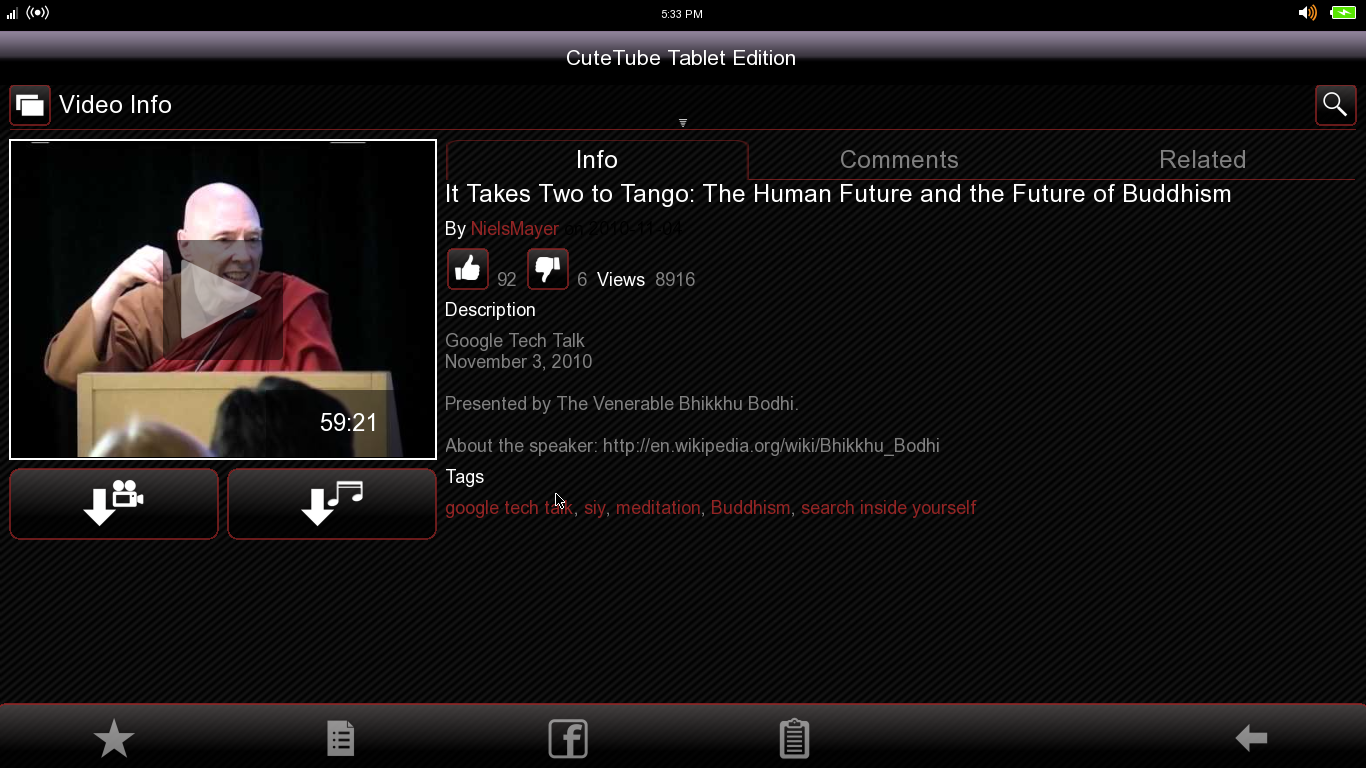 5:33 PM
CuteTube Tablet Edition
Video Info
Info Comments Related
It Takes Two to Tango: The Human Future and the Future of Buddhism
By NielsMayer on 2010-11-04
92 6 Views 8916
Description
Google Tech Talk
November 3, 2010
Presented by The Venerable Bhikkhu Bodhi.
59:21
About the speaker: http://en.wikipedia.org/wiki/Bhikkhu_Bodhi
Tags
google tech talk, siy, meditation, Buddhism, search inside yourself